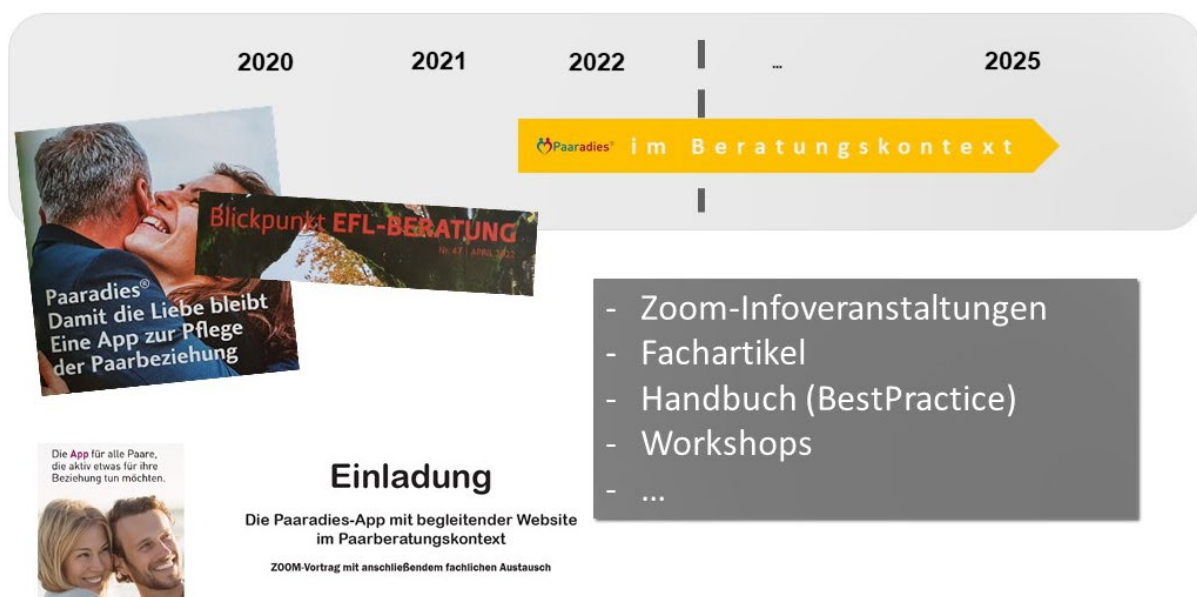 2020 2021 2022 ... 2025
Paaradies® im Beratungskontext
Blickpunkt EFL-BERATUNG
Nr. 47 | APRIL 2022
Paaradies®
Damit die Liebe bleibt
Eine App zur Pflege
der Paarbeziehung
- Zoom-Infoveranstaltungen
- Fachartikel
- Handbuch (BestPractice)
- Workshops
- ...
Die App für alle Paare,
die aktiv etwas für ihre
Beziehung tun möchten.
Einladung
Die Paaradies-App mit begleitender Website
im Paarberatungskontext
ZOOM-Vortrag mit anschließendem fachlichen Austausch